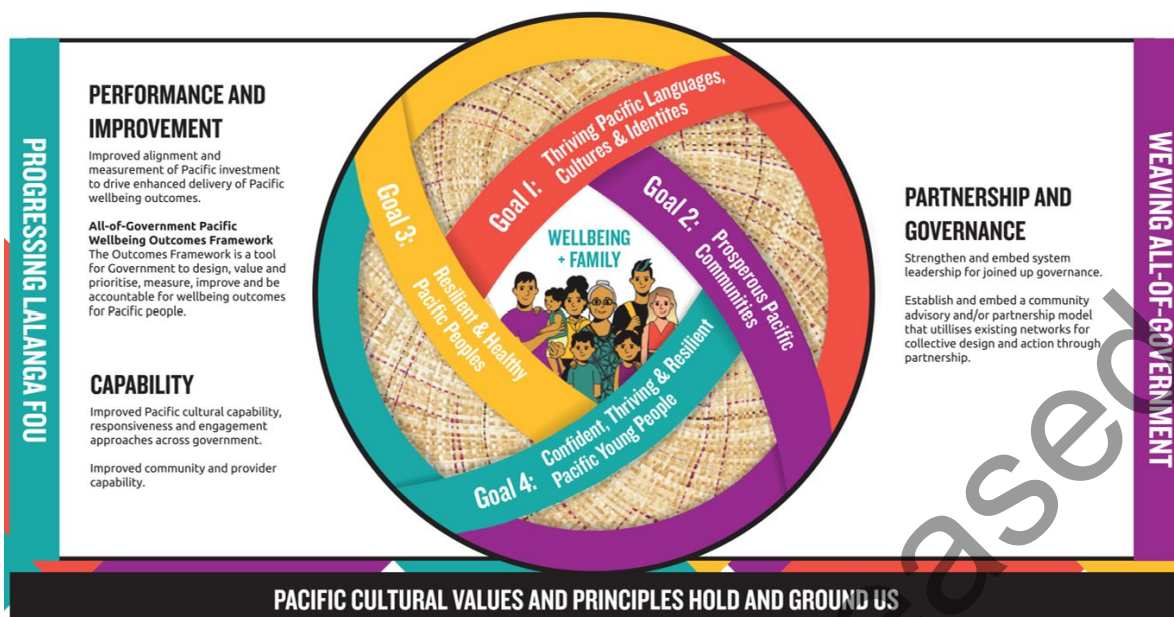 PROGRESSING LALANGA FOU
PERFORMANCE AND
IMPROVEMENT
Improved alignment and
measurement of Pacific investment
to drive enhanced delivery of Pacific
wellbeing outcomes.
All-of-Government Pacific
Wellbeing Outcomes Framework
The Outcomes Framework is a tool
for Government to design, value and
prioritise, measure, improve and be
accountable for wellbeing outcomes
for Pacific people.
CAPABILITY
Improved Pacific cultural capability,
responsiveness and engagement
approaches across government.
Improved community and provider
capability.
Goal 1: Thriving Pacific Languages,
Cultures & Identites
Goal 2: Prosperous Pacific
Communities
Goal 3: Resilient & Healthy
Pacific Peoples
Goal 4: Confident, Thriving & Resilient
Pacific Young People
WELLBEING
+ FAMILY
PARTNERSHIP AND
GOVERNANCE
Strengthen and embed system
leadership for joined up governance.
Establish and embed a community
advisory and/or partnership model
that utillises existing networks for
collective design and action through
partnership.
WEAVING ALL-OF-GOVERNMENT
PACIFIC CULTURAL VALUES AND PRINCIPLES HOLD AND GROUND US
eased